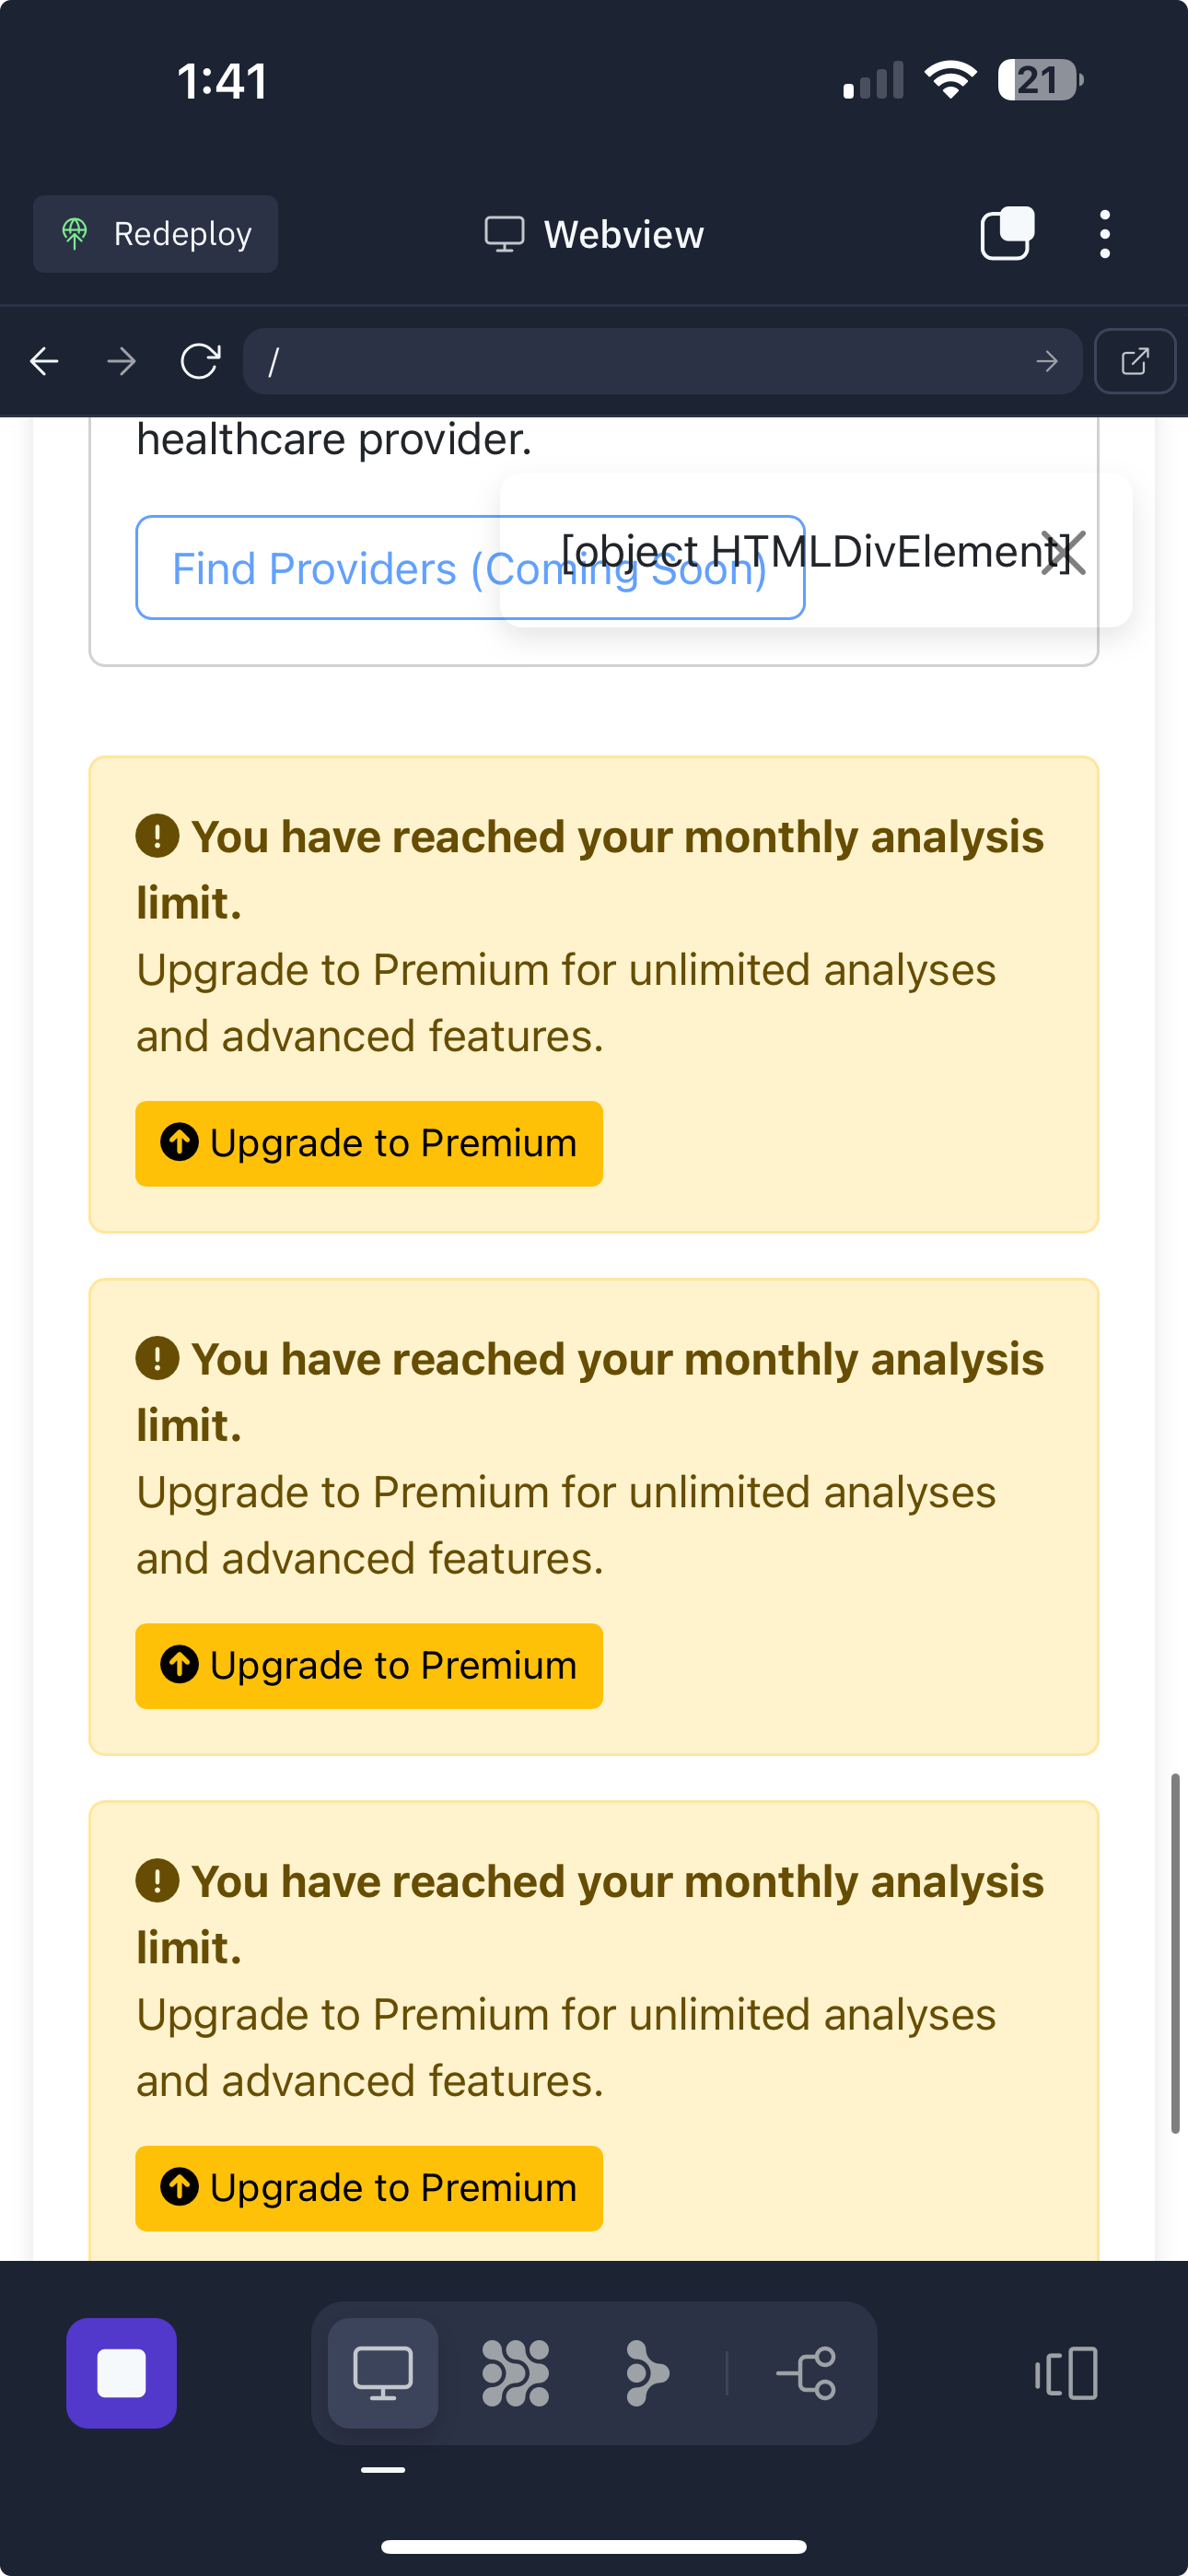 1:41
21
Redeploy
Webview
/
healthcare provider.
[object HTMLDivElement]
Find Providers (Coming Soon)
You have reached your monthly analysis
limit.
Upgrade to Premium for unlimited analyses
and advanced features.
Upgrade to Premium
You have reached your monthly analysis
limit.
Upgrade to Premium for unlimited analyses
and advanced features.
Upgrade to Premium
You have reached your monthly analysis
limit.
Upgrade to Premium for unlimited analyses
and advanced features.
Upgrade to Premium